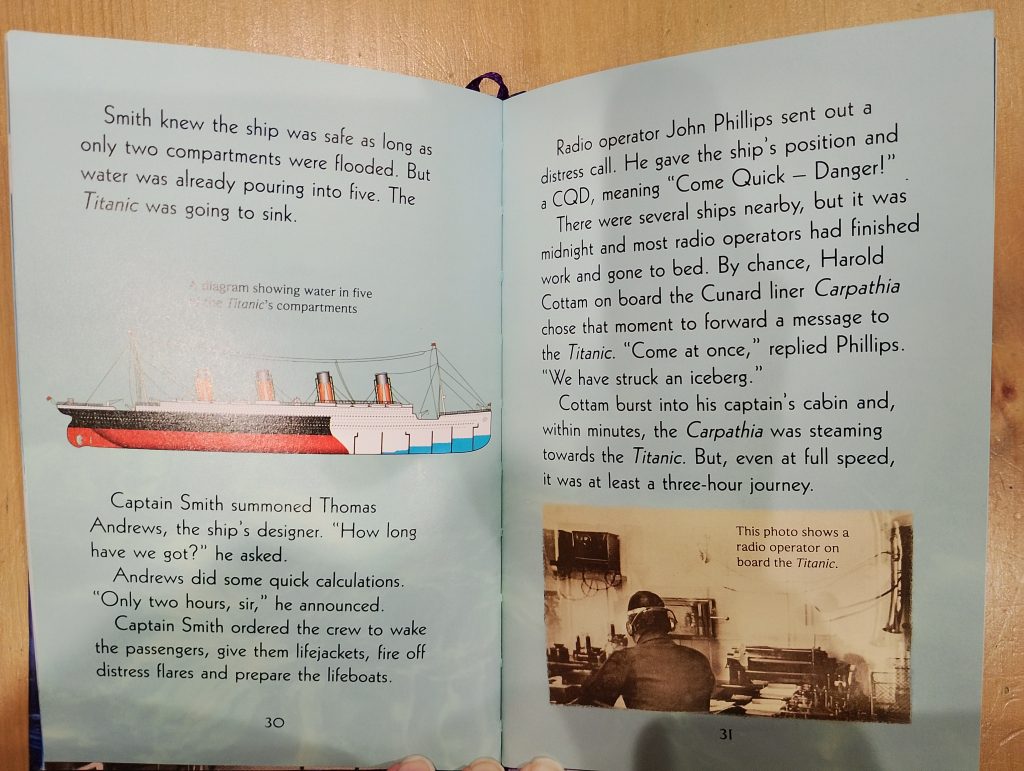 Smith knew the ship was safe as long as
only two compartments were flooded. But
water was already pouring into five. The
Titanic was going to sink.
A diagram showing water in five
of the Titanic's compartments
Captain Smith summoned Thomas
Andrews, the ship's designer. "How long
have we got?" he asked.
Andrews did some quick calculations.
"Only two hours, sir," he announced.
Captain Smith ordered the crew to wake
the passengers, give them lifejackets, fire off
distress flares and prepare the lifeboats.
30
Radio operator John Phillips sent out a
distress call. He gave the ship's position and
a CQD, meaning "Come Quick – Danger!"
There were several ships nearby, but it was
midnight and most radio operators had finished
work and gone to bed. By chance, Harold
Cottam on board the Cunard liner Carpathia
chose that moment to forward a message to
the Titanic. "Come at once," replied Phillips.
"We have struck an iceberg."
Cottam burst into his captain's cabin and,
within minutes, the Carpathia was steaming
towards the Titanic. But, even at full speed,
it was at least a three-hour journey.
This photo shows a
radio operator on
board the Titanic.
31